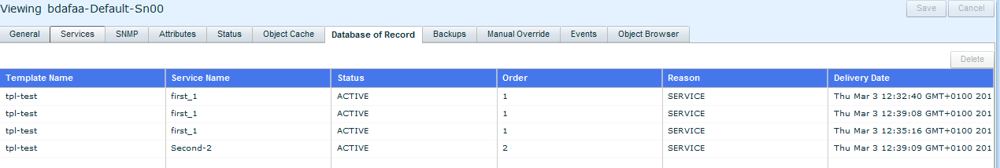 Viewing bdafaa-Default-Sn00 Save Cancel
General Services SNMP Attributes Status Object Cache Database of Record Backups Manual Override Events Object Browser
Delete
Template Name Service Name Status Order Reason Delivery Date
tpl-test first_1 ACTIVE 1 SERVICE Thu Mar 3 12:32:40 GMT+0100 201
tpl-test first_1 ACTIVE 1 SERVICE Thu Mar 3 12:39:08 GMT+0100 201
tpl-test first_1 ACTIVE 1 SERVICE Thu Mar 3 12:35:16 GMT+0100 201
tpl-test Second-2 ACTIVE 2 SERVICE Thu Mar 3 12:39:09 GMT+0100 201